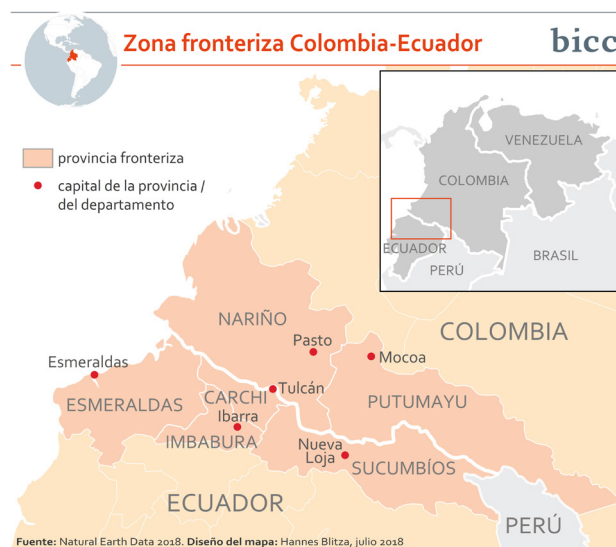 Zona fronteriza Colombia-Ecuador
bicc
provincia fronteriza
capital de la provincia /
del departamento
VENEZUELA
COLOMBIA
ECUADOR
PERÚ
BRASIL
NARIÑO
Pasto
Mocoa
COLOMBIA
Esmeraldas
ESMERALDAS
CARCHI
Tulcán
Ibarra
IMBABURA
PUTUMAYU
Nueva
Loja
SUCUMBÍOS
ECUADOR
PERÚ
Fuente: Natural Earth Data 2018. Diseño del mapa: Hannes Blitza, julio 2018